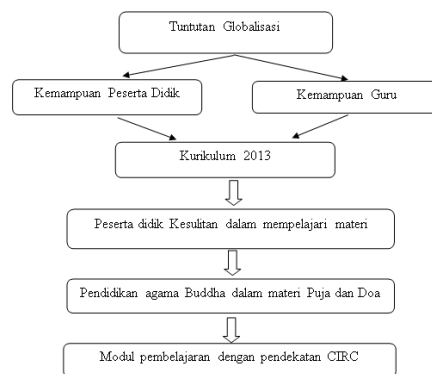 Tuntutan Globalisasi
Kemampuan Peserta Didik
Kemampuan Guru
Kurikulum 2013
Peserta didik Kesulitan dalam mempelajari materi
Pendidikan agama Buddha dalam materi Puja dan Doa
Modul pembelajaran dengan pendekatan CIRC